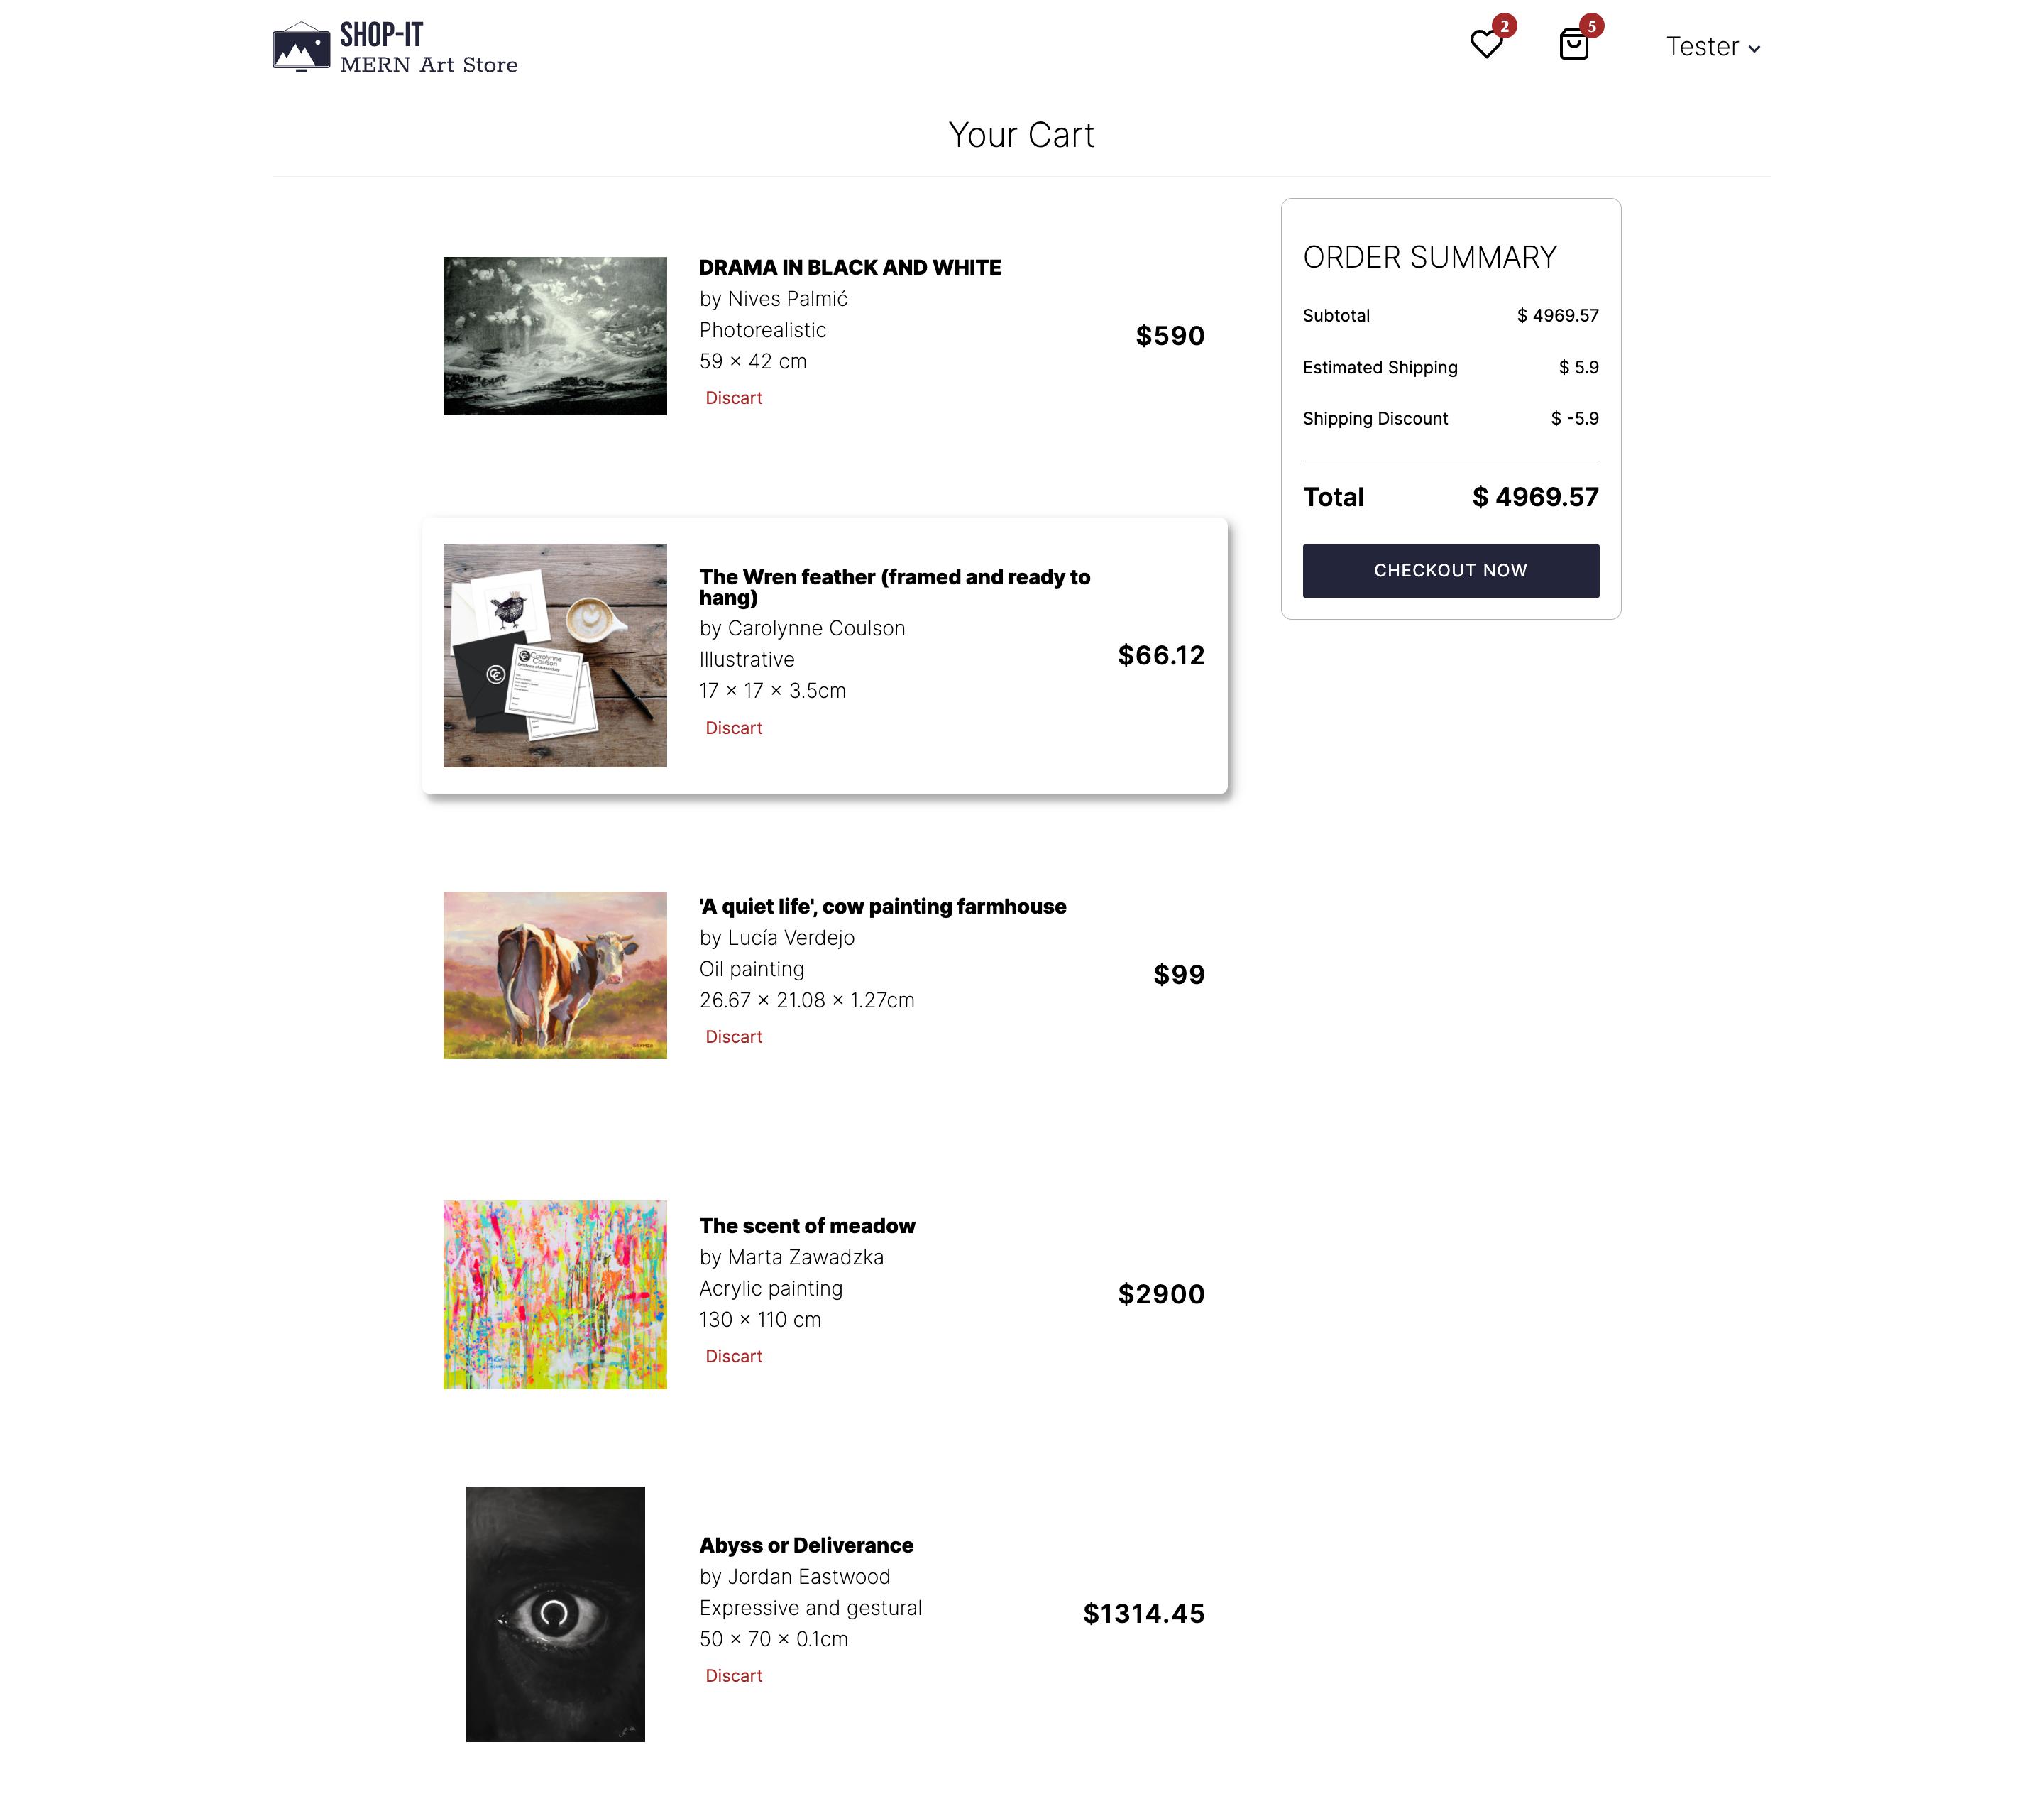 SHOP-IT
MERN Art Store
2
5
Tester
Your Cart
DRAMA IN BLACK AND WHITE
by Nives Palmić
Photorealistic
59 × 42 cm
Discart
$590
The Wren feather (framed and ready to
hang)
by Carolynne Coulson
Illustrative
17 × 17 × 3.5cm
Discart
$66.12
Carolynne
Coulson
Certificate of Authenticity
'A quiet life', cow painting farmhouse
by Lucía Verdejo
Oil painting
26.67 × 21.08 × 1.27cm
Discart
$99
The scent of meadow
by Marta Zawadzka
Acrylic painting
130 × 110 cm
Discart
$2900
Abyss or Deliverance
by Jordan Eastwood
Expressive and gestural
50 × 70 × 0.1cm
Discart
$1314.45
ORDER SUMMARY
Subtotal $ 4969.57
Estimated Shipping $ 5.9
Shipping Discount $ -5.9
Total $ 4969.57
CHECKOUT NOW